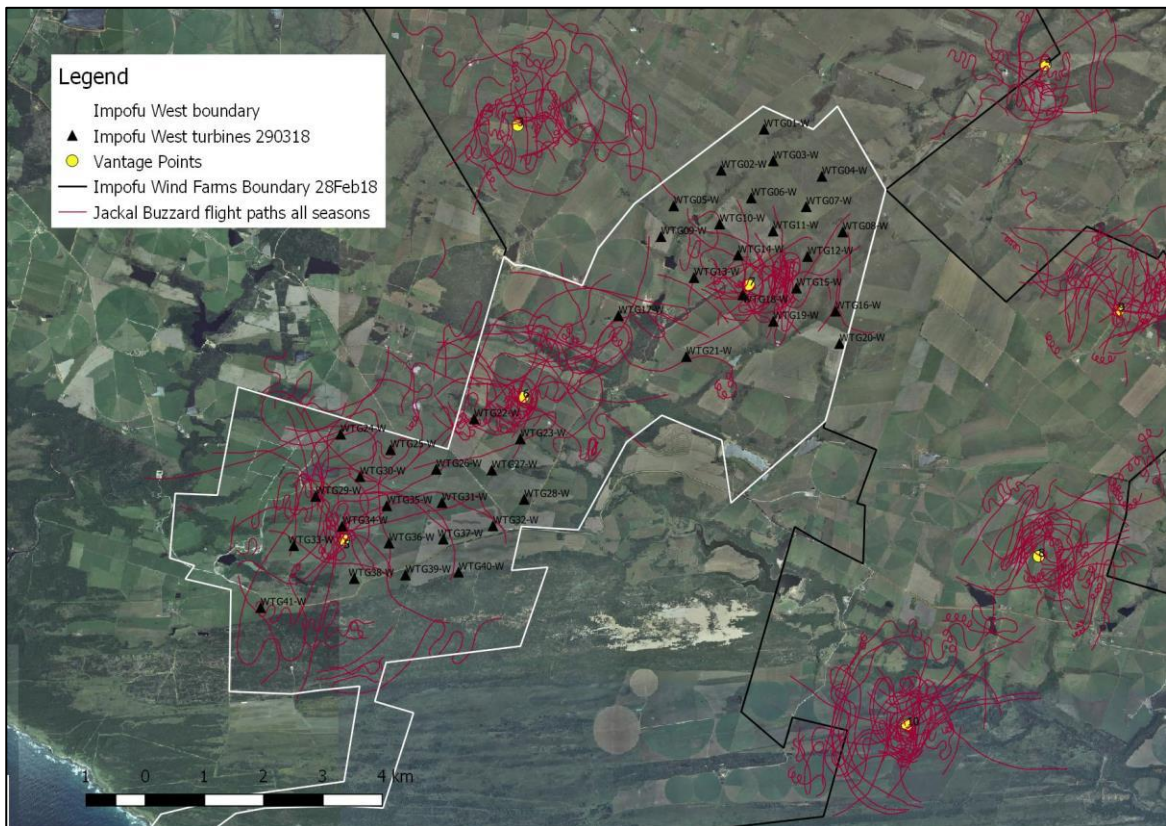 Legend
Impofu West boundary
Impofu West turbines 290318
Vantage Points
Impofu Wind Farms Boundary 28Feb18
Jackal Buzzard flight paths all seasons
WTG01-W
WTG02-W
WTG03-W
WTG04-W
WTG05-W
WTG06-W
WTG07-W
WTG08-W
WTG09-W
WTG10-W
WTG11-W
WTG12-W
WTG13-W
WTG14-W
WTG15-W
WTG16-W
WTG17-W
WTG18-W
WTG19-W
WTG20-W
WTG21-W
WTG22-W
WTG23-W
WTG24-W
WTG25-W
WTG26-W
WTG27-W
WTG28-W
WTG29-W
WTG30-W
WTG31-W
WTG32-W
WTG33-W
WTG34-W
WTG35-W
WTG36-W
WTG37-W
WTG38-W
WTG39-W
WTG40-W
WTG41-W
10
1 0 1 2 3 4 km